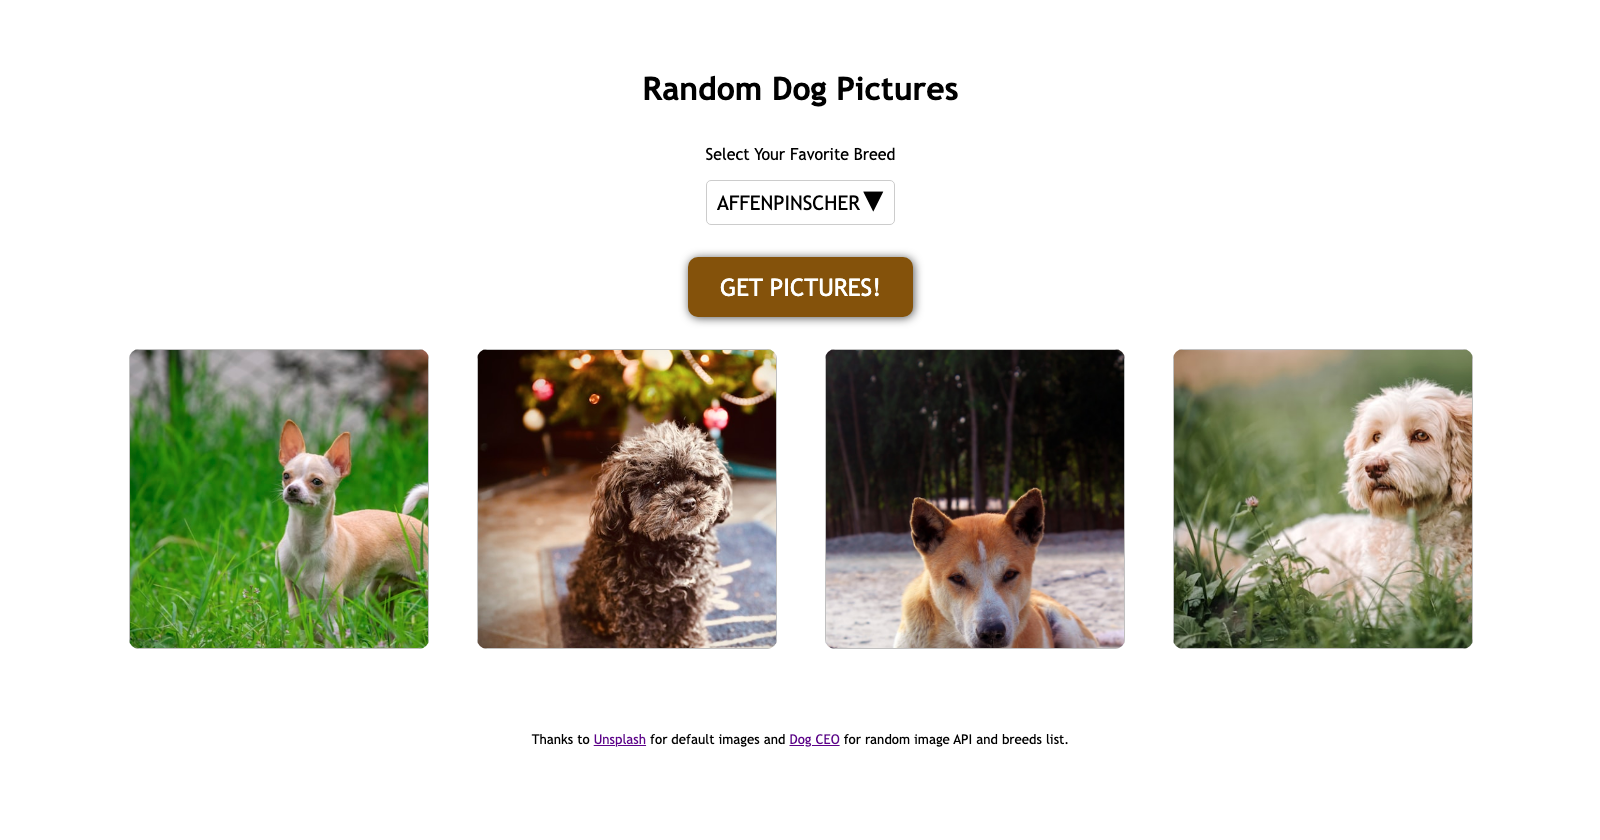 Random Dog Pictures
Select Your Favorite Breed
AFFENPINSCHER
GET PICTURES!
Thanks to Unsplash for default images and Dog CEO for random image API and breeds list.